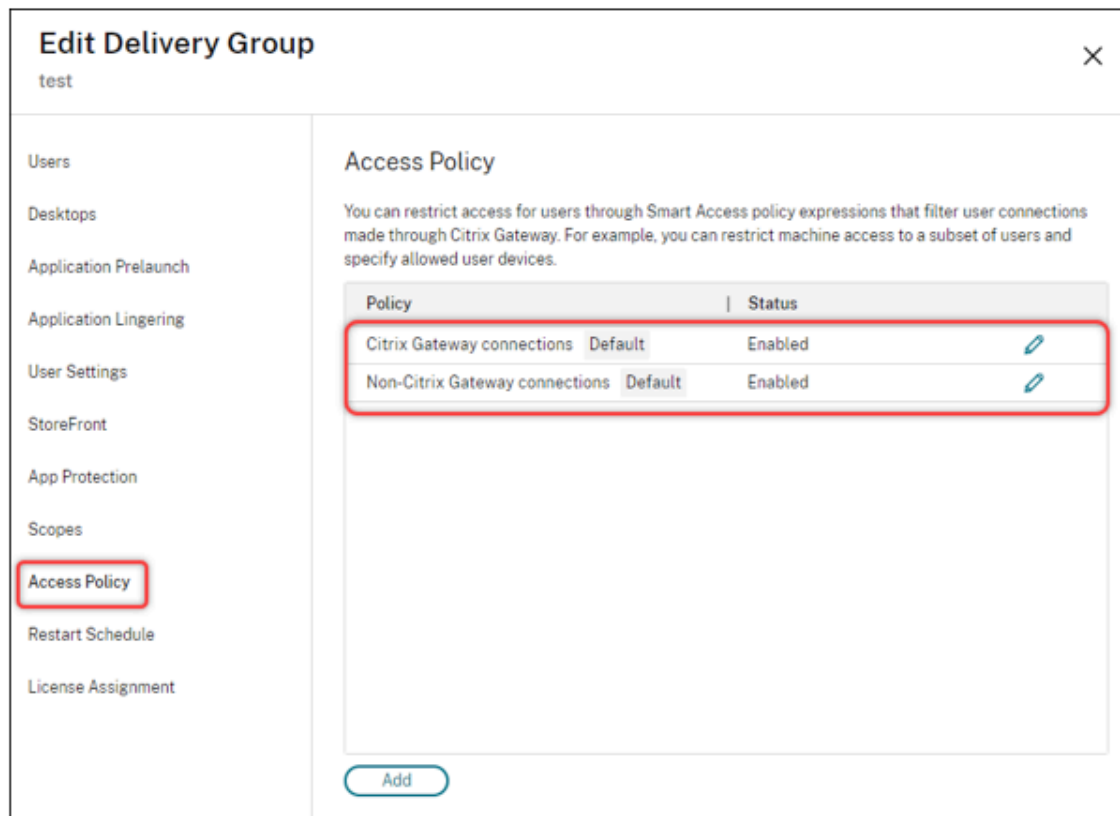 Edit Delivery Group
test
Users
Desktops
Application Prelaunch
Application Lingering
User Settings
StoreFront
App Protection
Scopes
Access Policy
Restart Schedule
License Assignment
Access Policy
You can restrict access for users through Smart Access policy expressions that filter user connections
made through Citrix Gateway. For example, you can restrict machine access to a subset of users and
specify allowed user devices.
Policy | Status
Citrix Gateway connections Default Enabled
Non-Citrix Gateway connections Default Enabled
Add